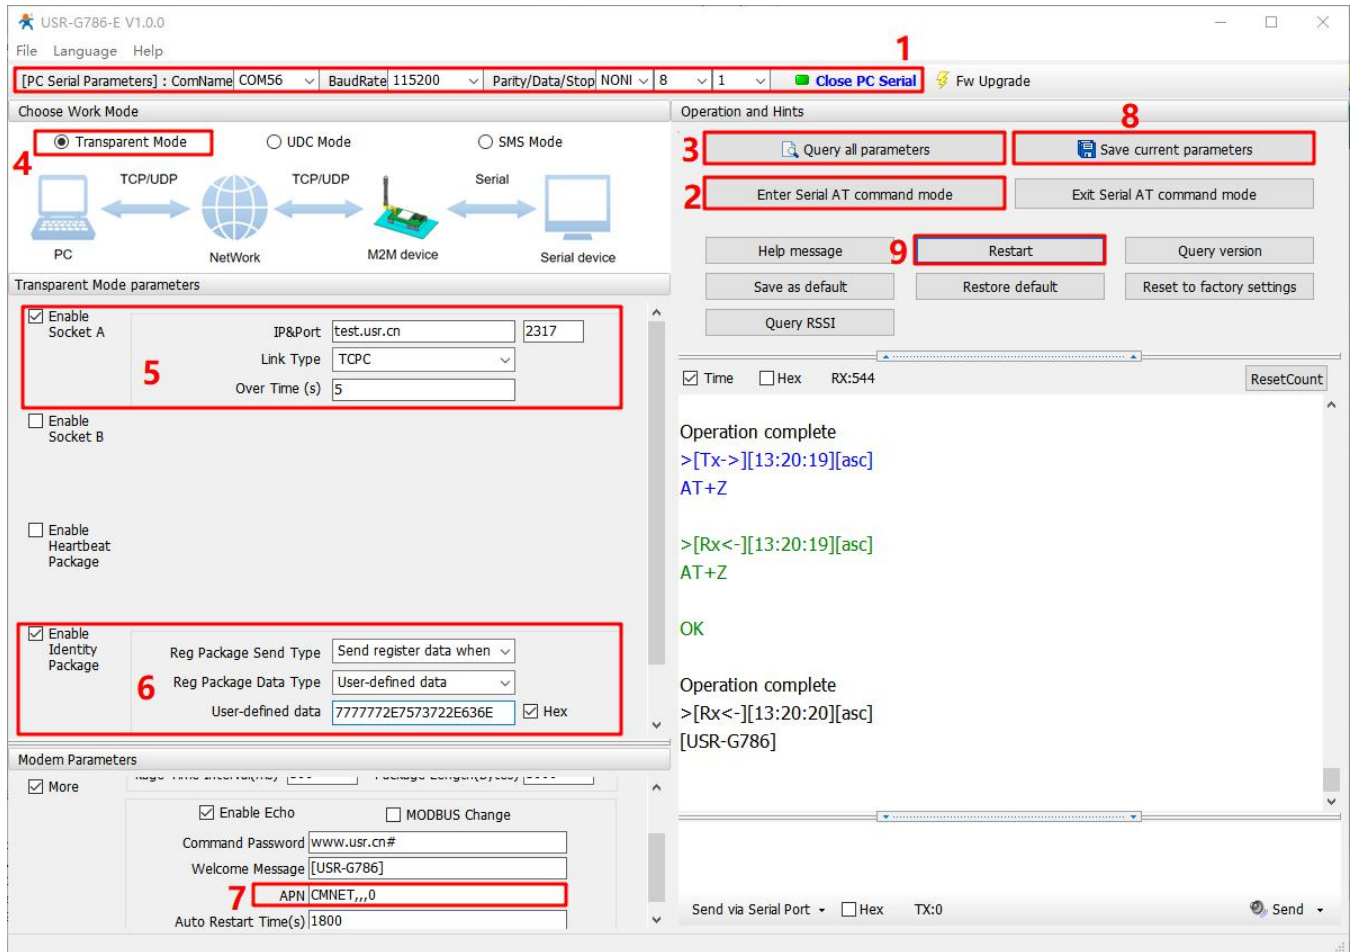 USR-G786-E V1.0.0
File Language Help
1
[PC Serial Parameters] : ComName COM56 BaudRate 115200 Parity/Data/Stop NONI 8 1 Close PC Serial Fw Upgrade
Choose Work Mode
4
Transparent Mode UDC Mode SMS Mode
TCP/UDP TCP/UDP Serial
PC NetWork M2M device Serial device
Transparent Mode parameters
Enable Socket A
5
IP&Port test.usr.cn 2317
Link Type TCPC
Over Time (s) 5
Enable Socket B
Enable Heartbeat Package
Enable Identity Package
6
Reg Package Send Type Send register data when
Reg Package Data Type User-defined data
User-defined data 7777772E7573722E636E Hex
Modem Parameters
More
Enable Echo MODBUS Change
Command Password www.usr.cn#
Welcome Message [USR-G786]
7 APN CMNET,,,0
Auto Restart Time(s) 1800
Operation and Hints
8
3 Query all parameters Save current parameters
2 Enter Serial AT command mode Exit Serial AT command mode
Help message 9 Restart Query version
Save as default Restore default Reset to factory settings
Query RSSI
Time Hex RX:544 ResetCount
Operation complete
>[Tx->][13:20:19][asc]
AT+Z
>[Rx<-][13:20:19][asc]
AT+Z
OK
Operation complete
>[Rx<-][13:20:20][asc]
[USR-G786]
Send via Serial Port Hex TX:0 Send